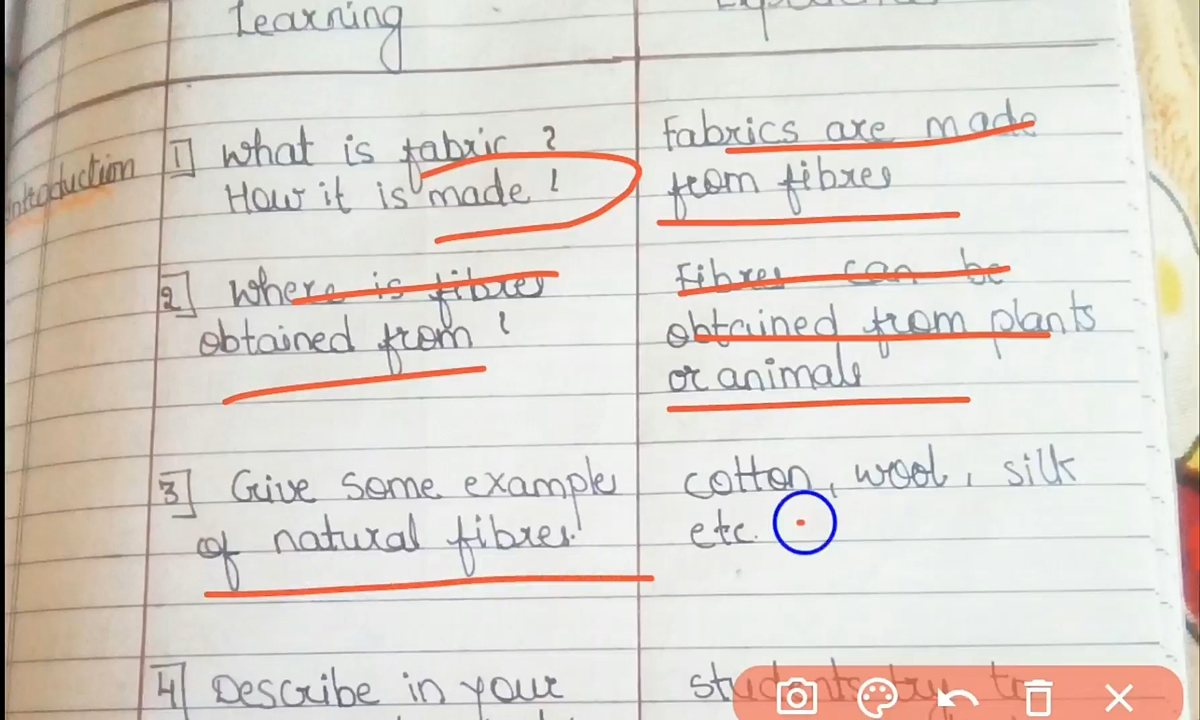 Learning
Introduction
1] What is fabric ?
How it is made ?
Fabrics are made
from fibres
2] Where is fibres
obtained from ?
Fibres can be
obtained from plants
or animals
3] Give some example
of natural fibres.
cotton, wool, silk
etc.
4] Describe in your
students try to